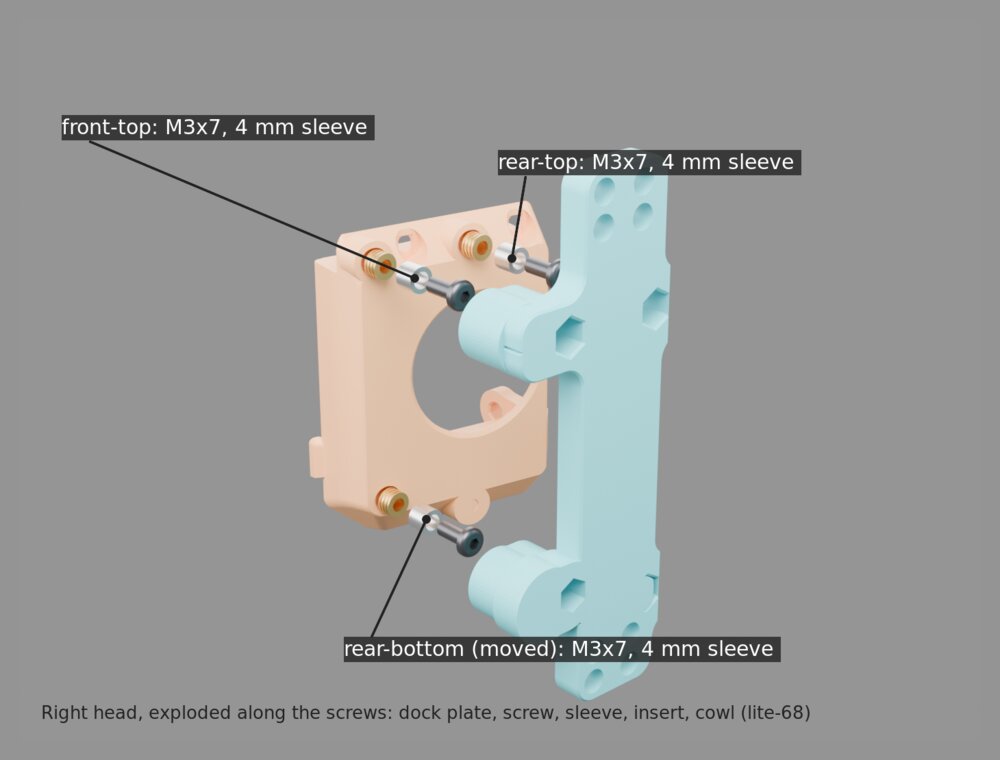 front-top: M3x7, 4 mm sleeve
rear-top: M3x7, 4 mm sleeve
rear-bottom (moved): M3x7, 4 mm sleeve
Right head, exploded along the screws: dock plate, screw, sleeve, insert, cowl (lite-68)